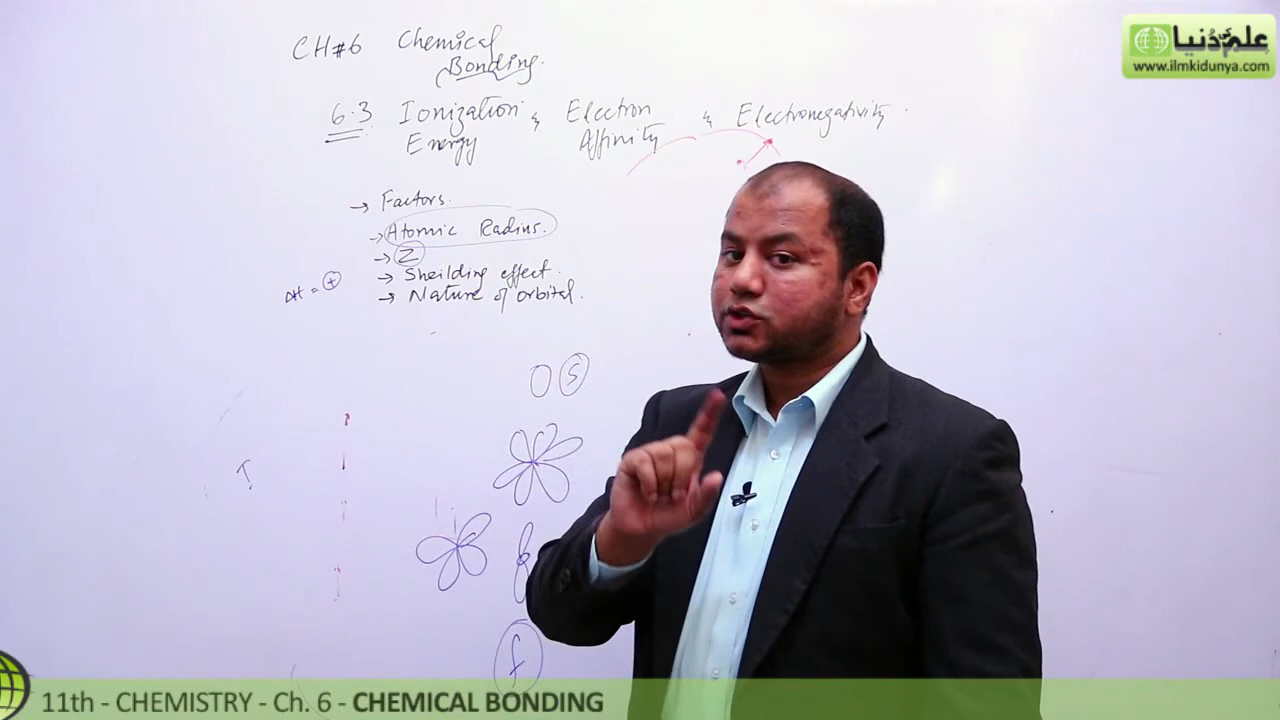 CH#6 Chemical
Bonding.
6.3 Ionization & Electron & Electronegativity.
Energy Affinity
→ Factors.
→ Atomic Radius.
→ Z
→ Sheilding effect.
→ Nature of orbital.
ΔH = +
S
f
علم کی دُنیا
www.ilmkidunya.com
11th - CHEMISTRY - Ch. 6 - CHEMICAL BONDING